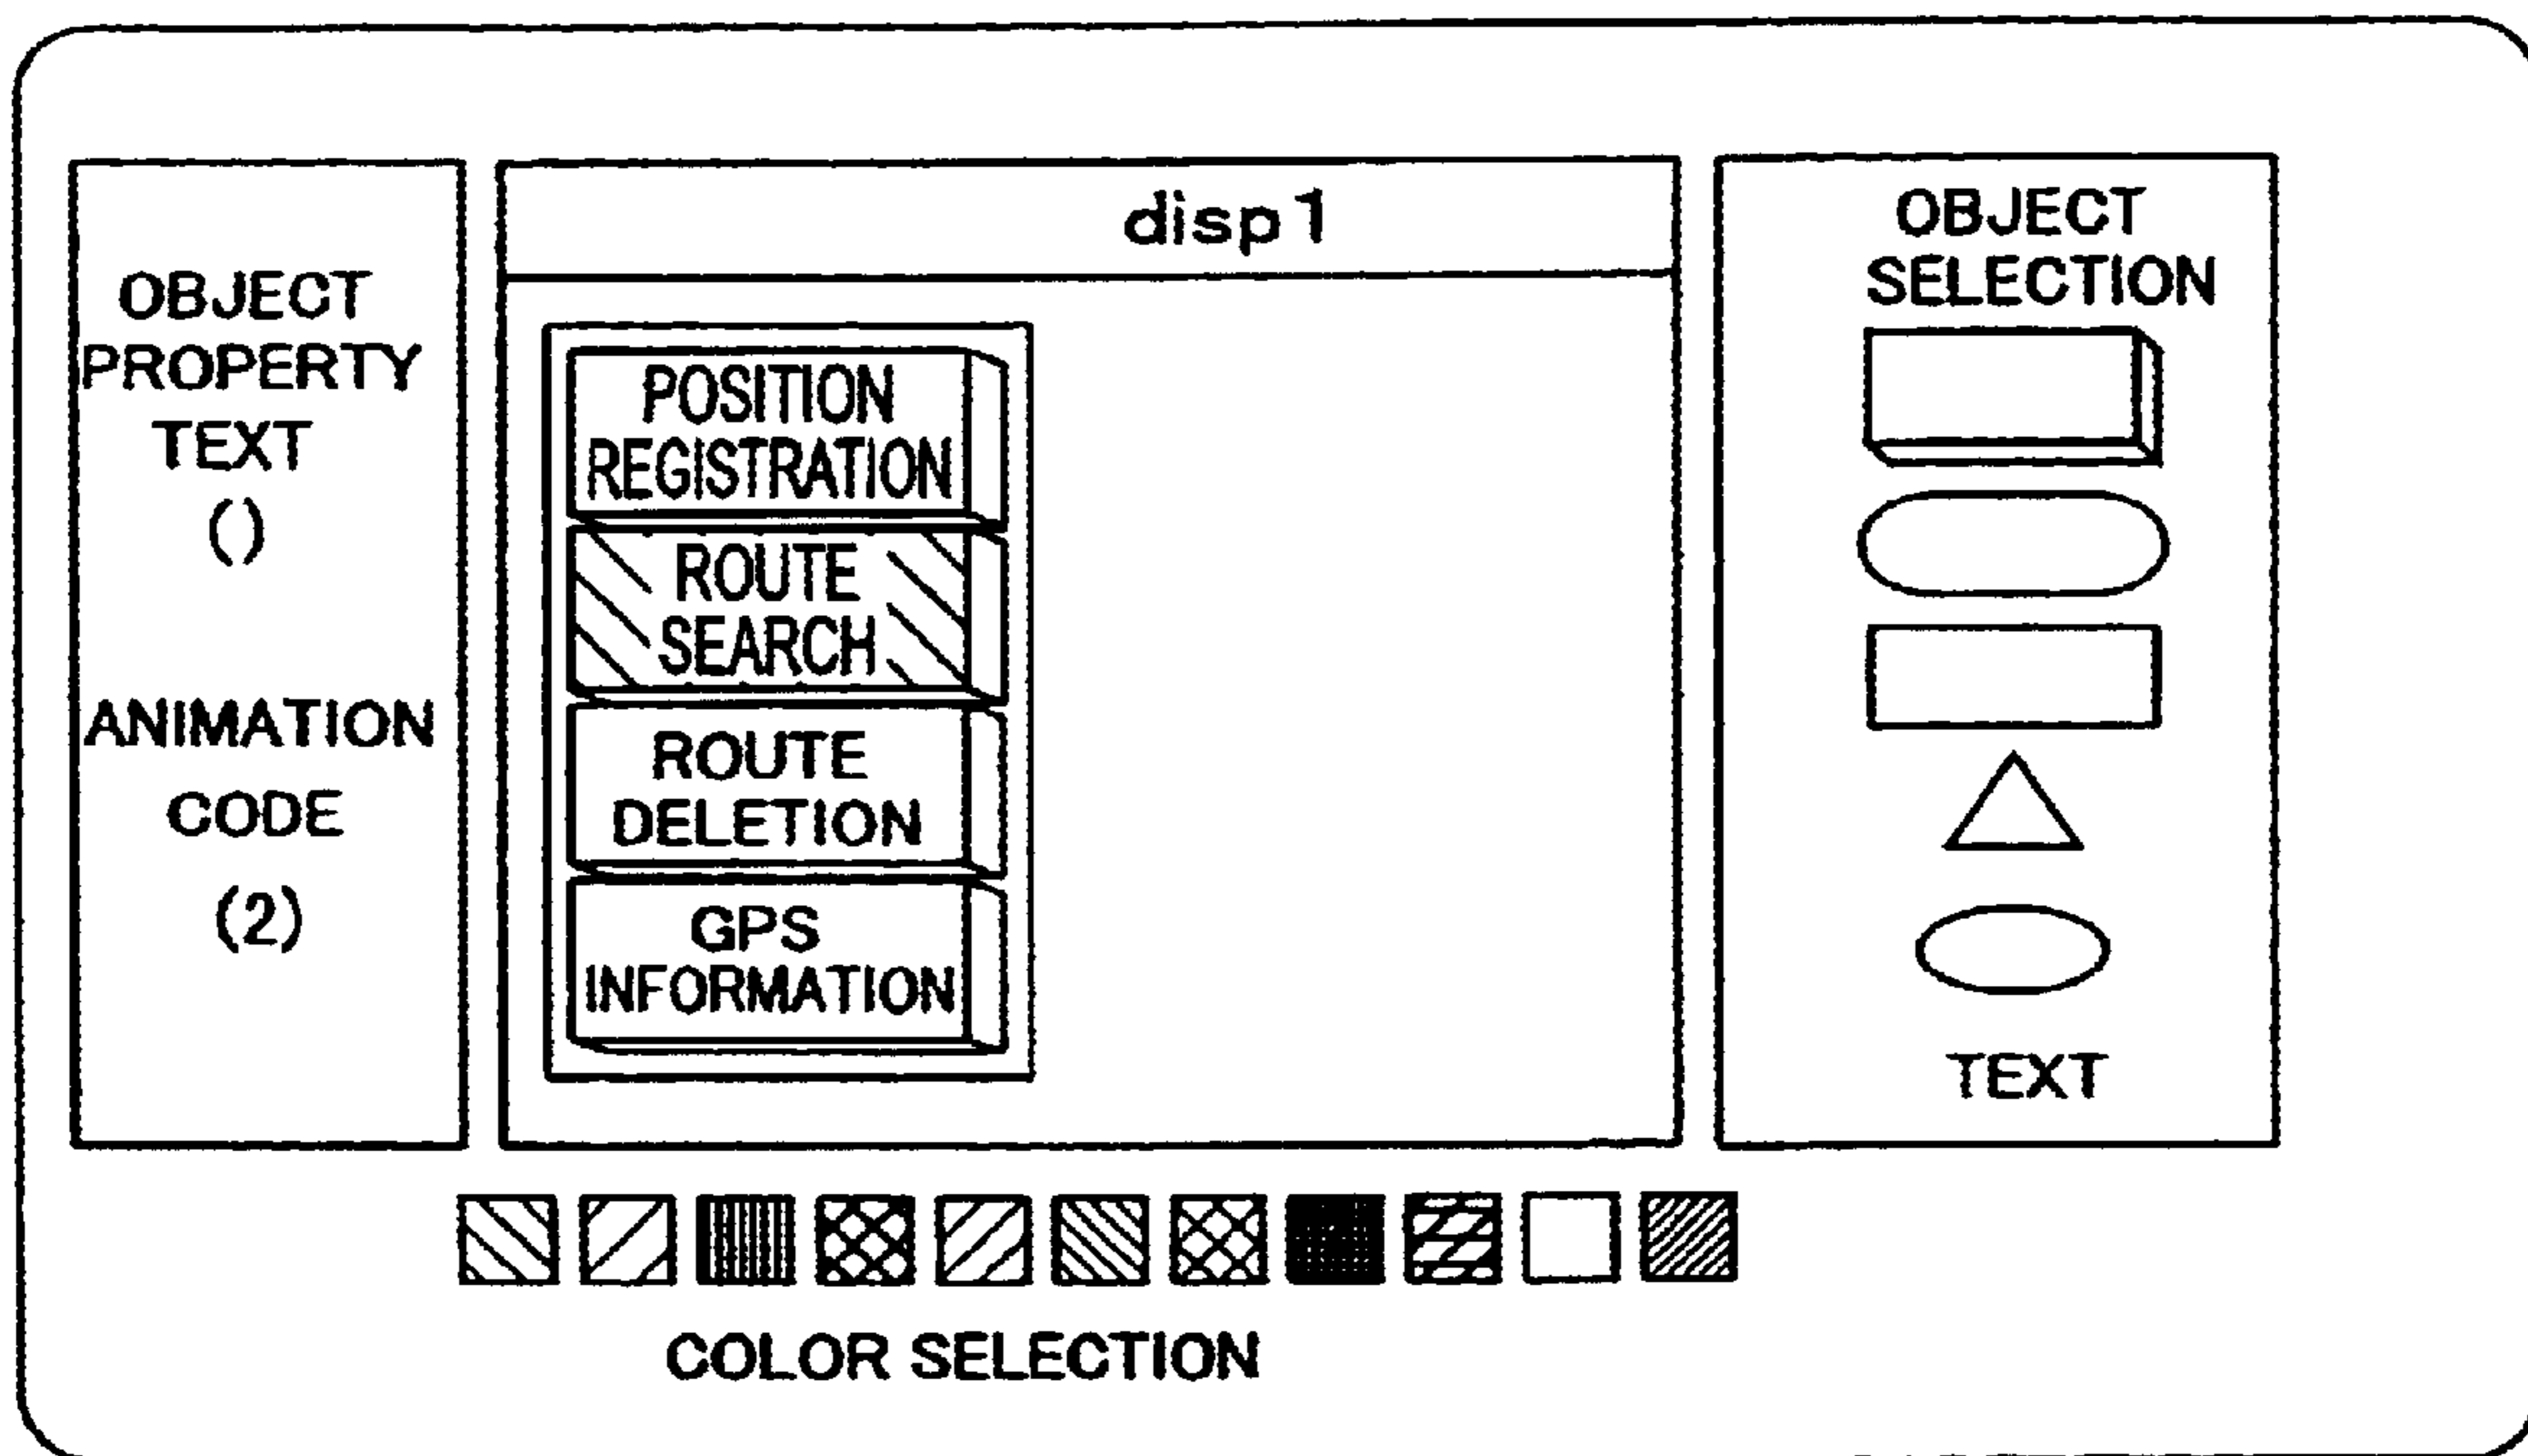 OBJECT
PROPERTY
TEXT
()
ANIMATION
CODE
(2)
disp1
POSITION
REGISTRATION
ROUTE
SEARCH
ROUTE
DELETION
GPS
INFORMATION
OBJECT
SELECTION
TEXT
COLOR SELECTION